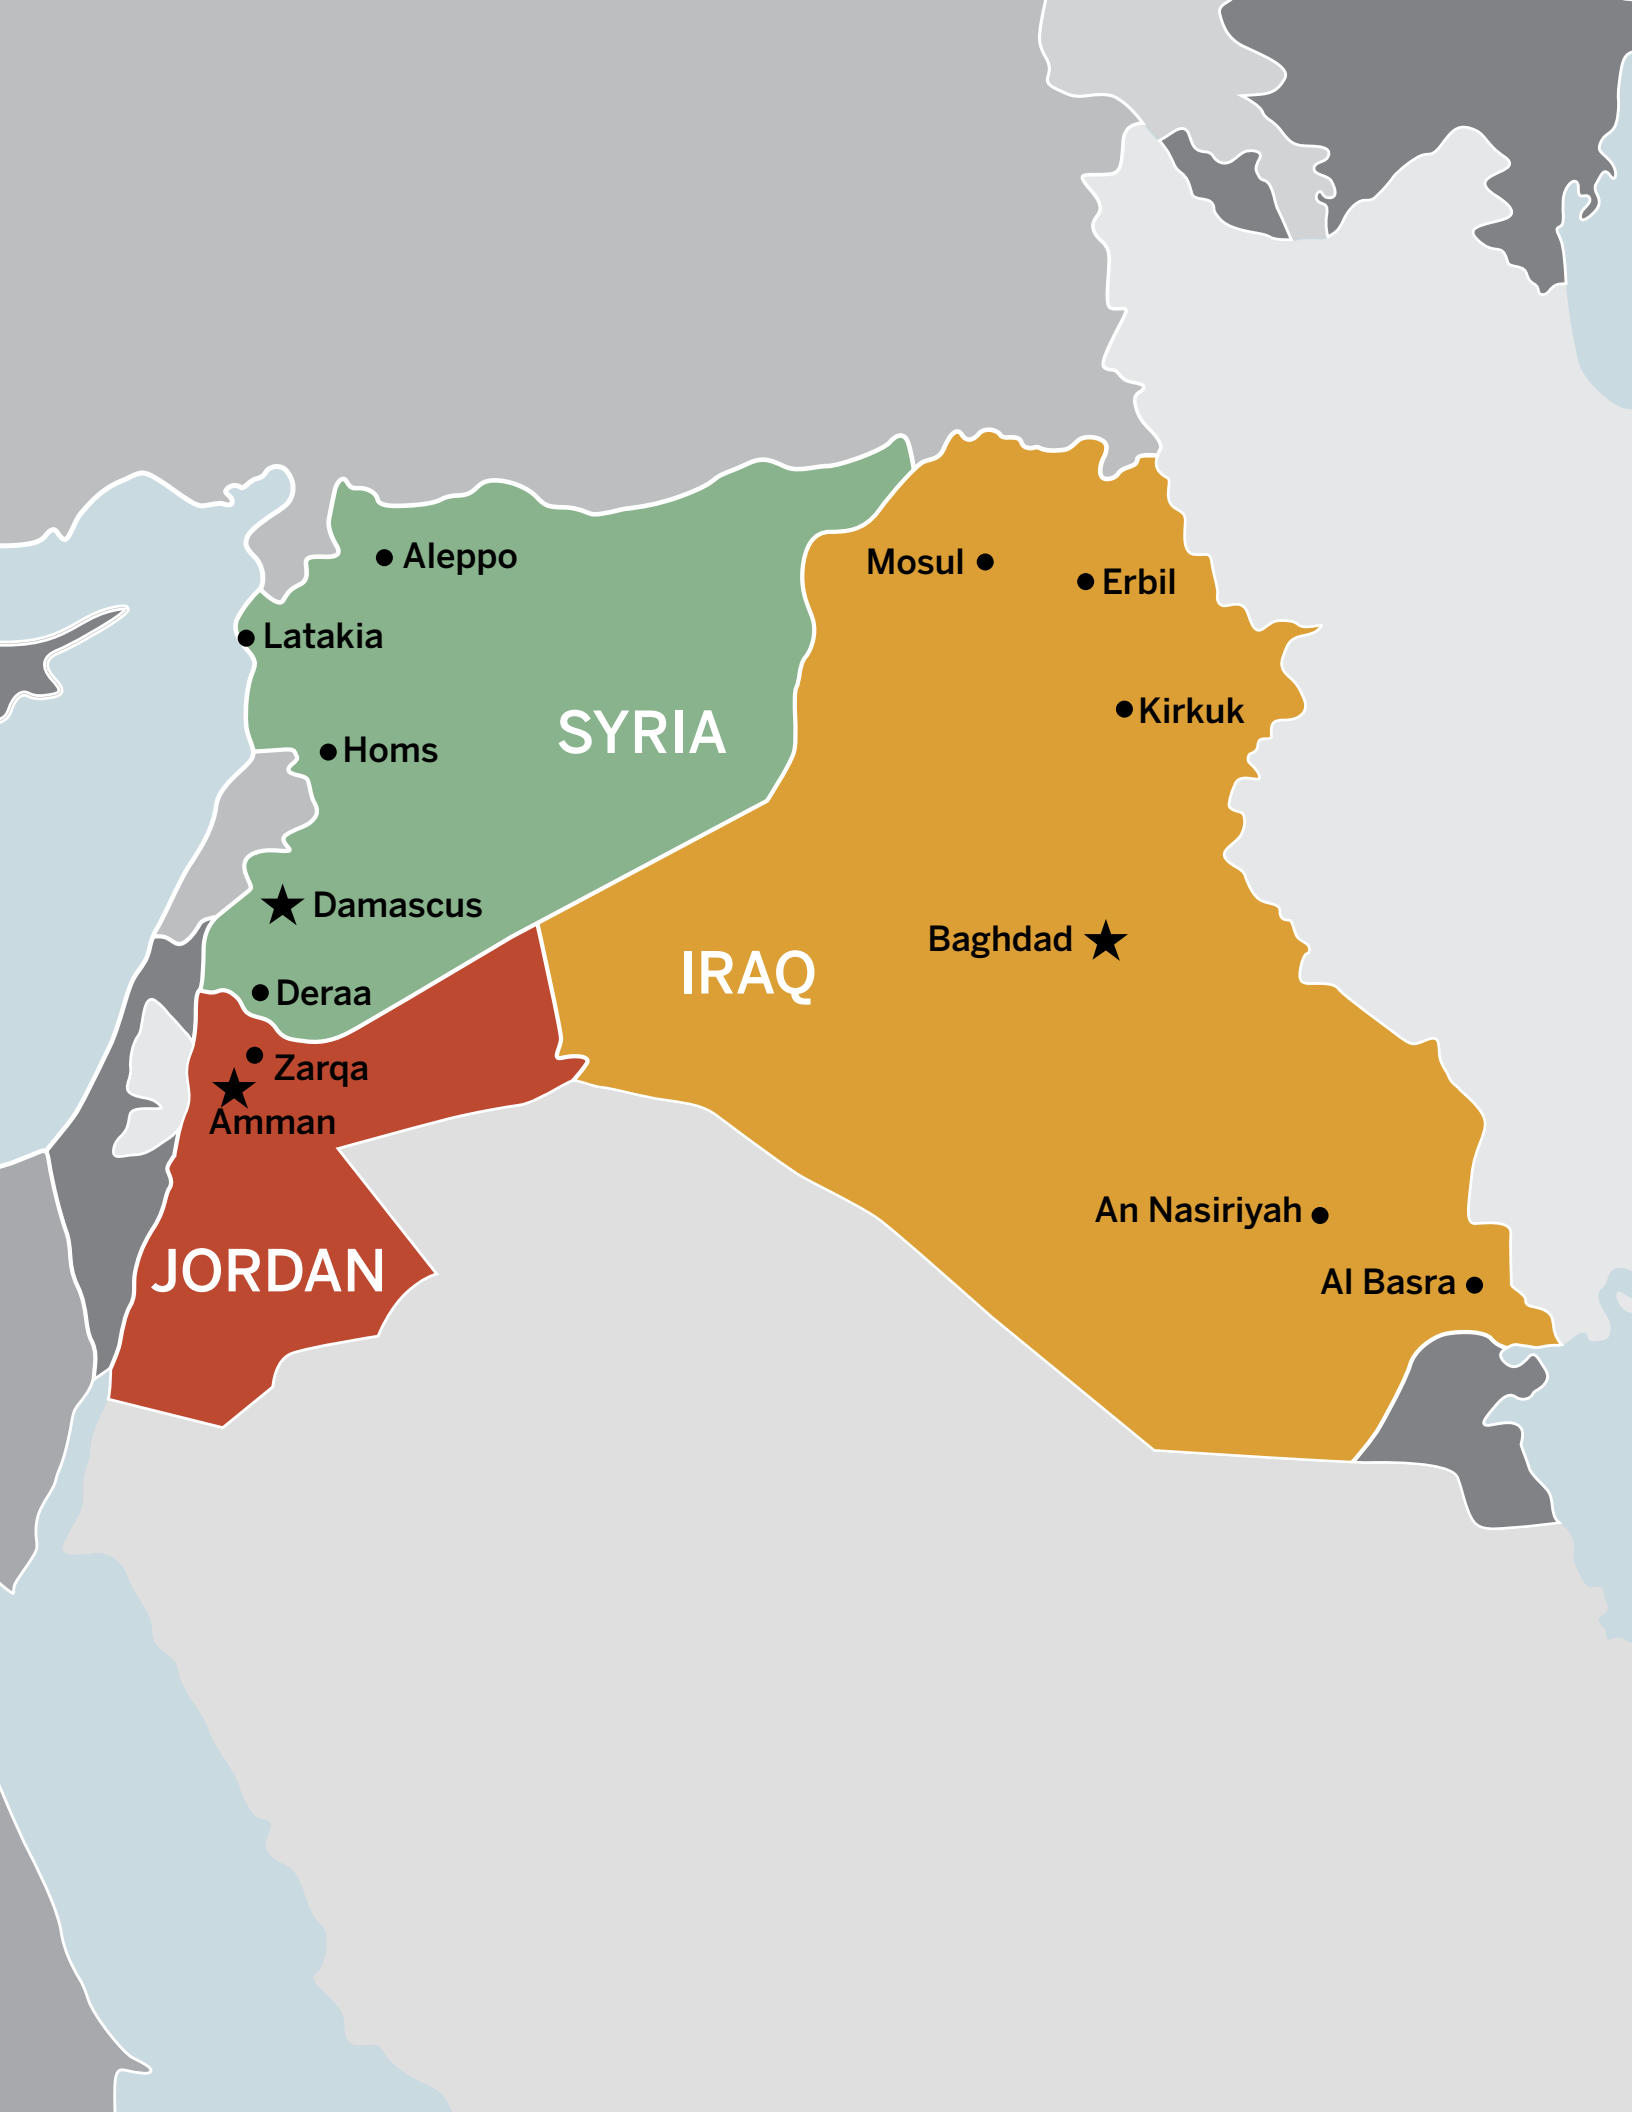 Aleppo
Mosul
Erbil
Latakia
Kirkuk
SYRIA
Homs
Damascus
Baghdad
IRAQ
Deraa
Zarqa
Amman
An Nasiriyah
JORDAN
Al Basra